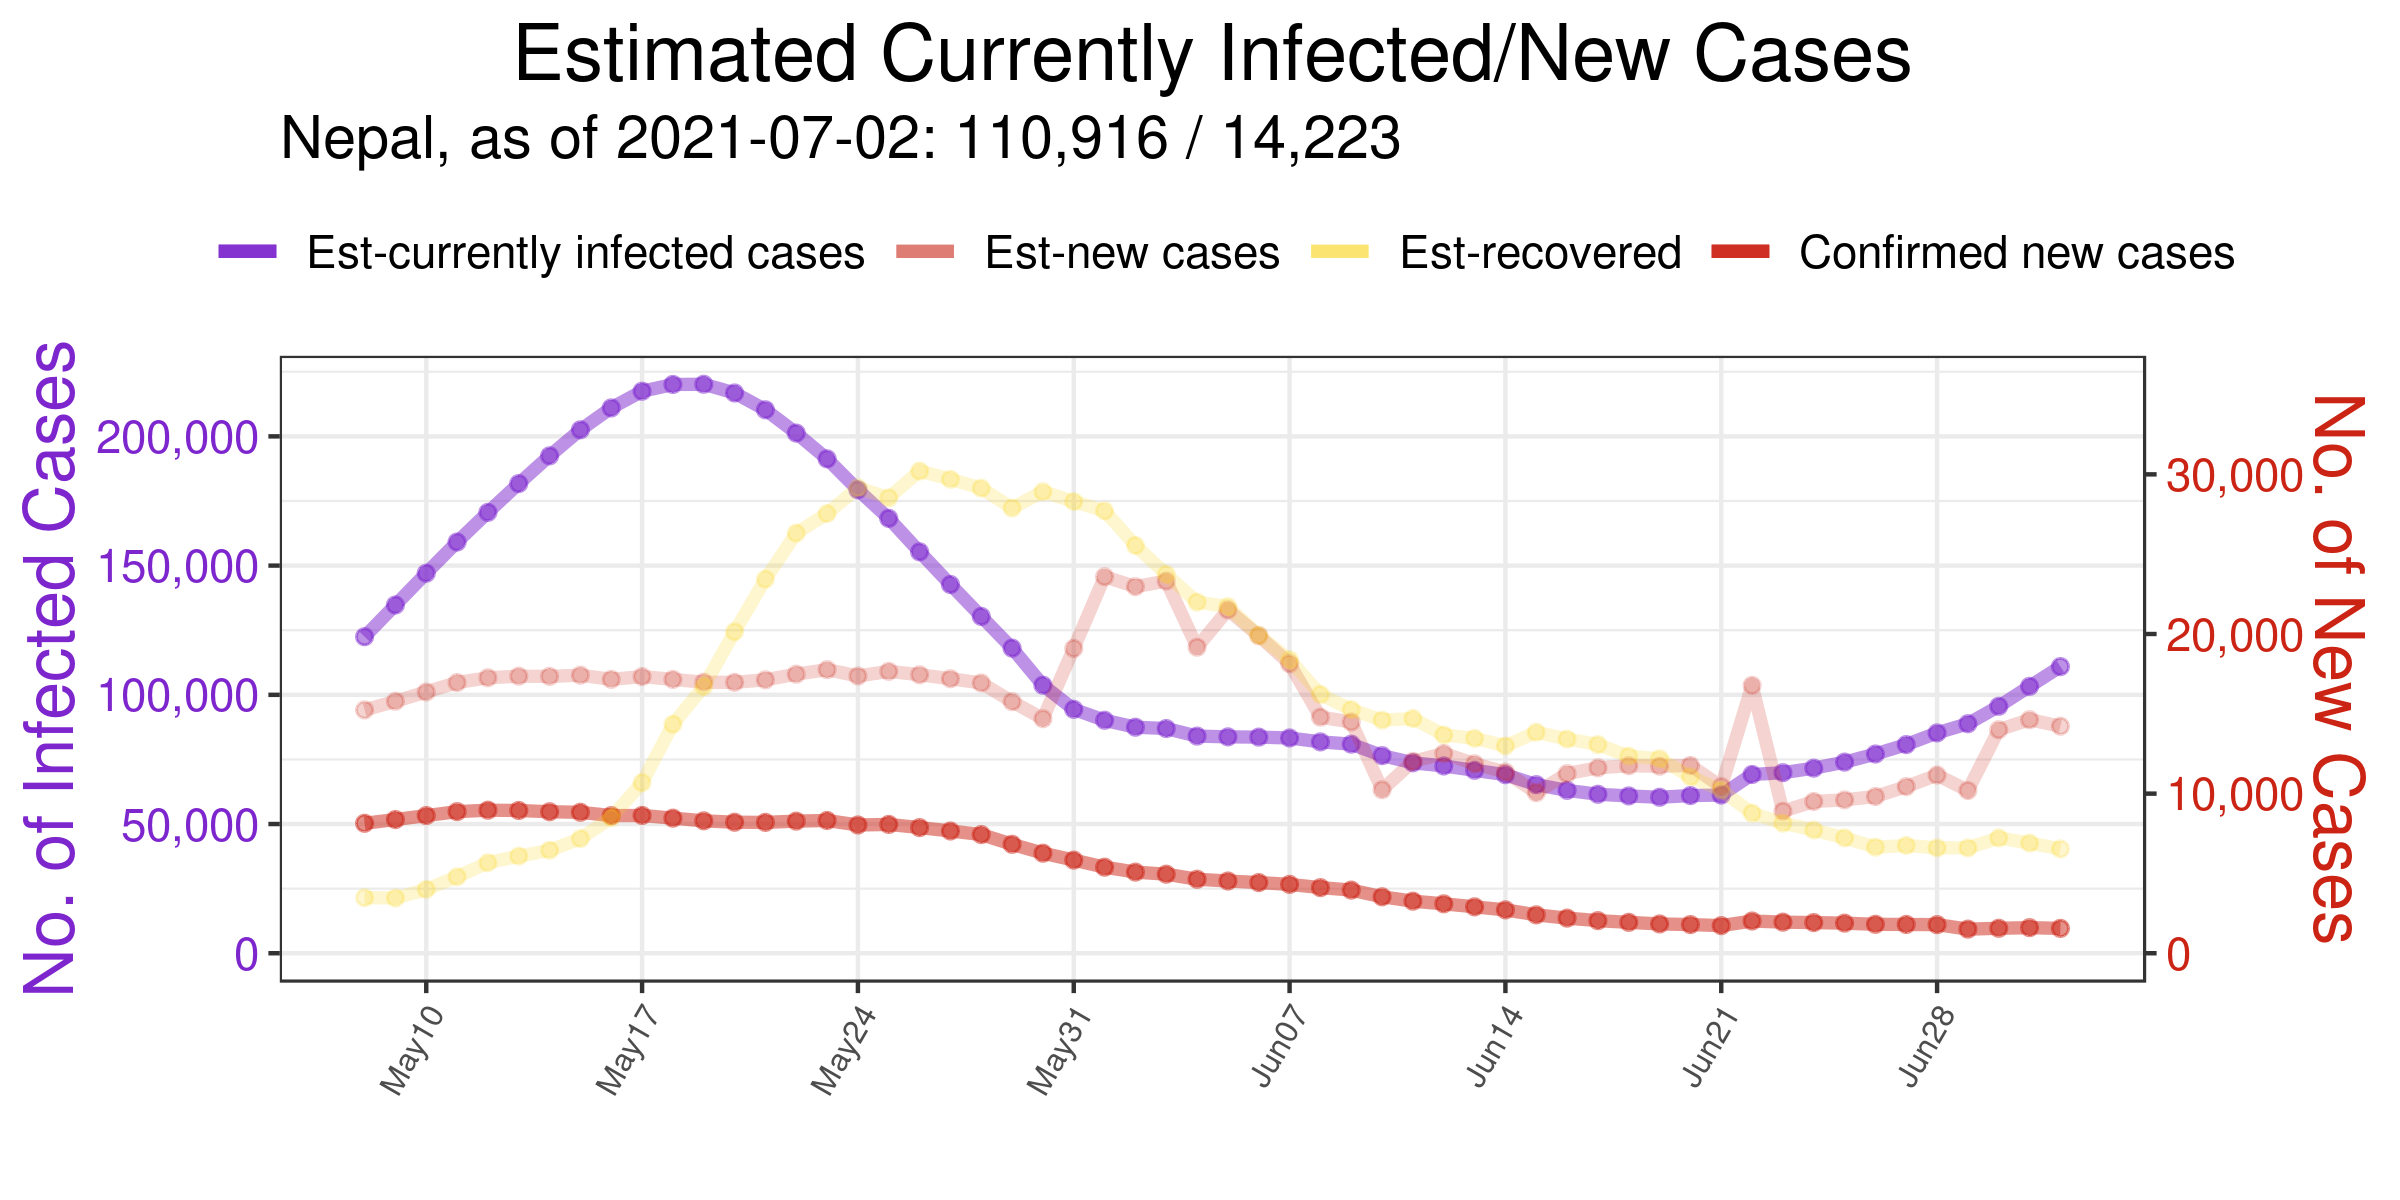 Estimated Currently Infected/New Cases
Nepal, as of 2021-07-02: 110,916 / 14,223
Est-currently infected cases Est-new cases Est-recovered Confirmed new cases
No. of Infected Cases
200,000
150,000
100,000
50,000
0
30,000
20,000
10,000
0
No. of New Cases
May10 May17 May24 May31 Jun07 Jun14 Jun21 Jun28